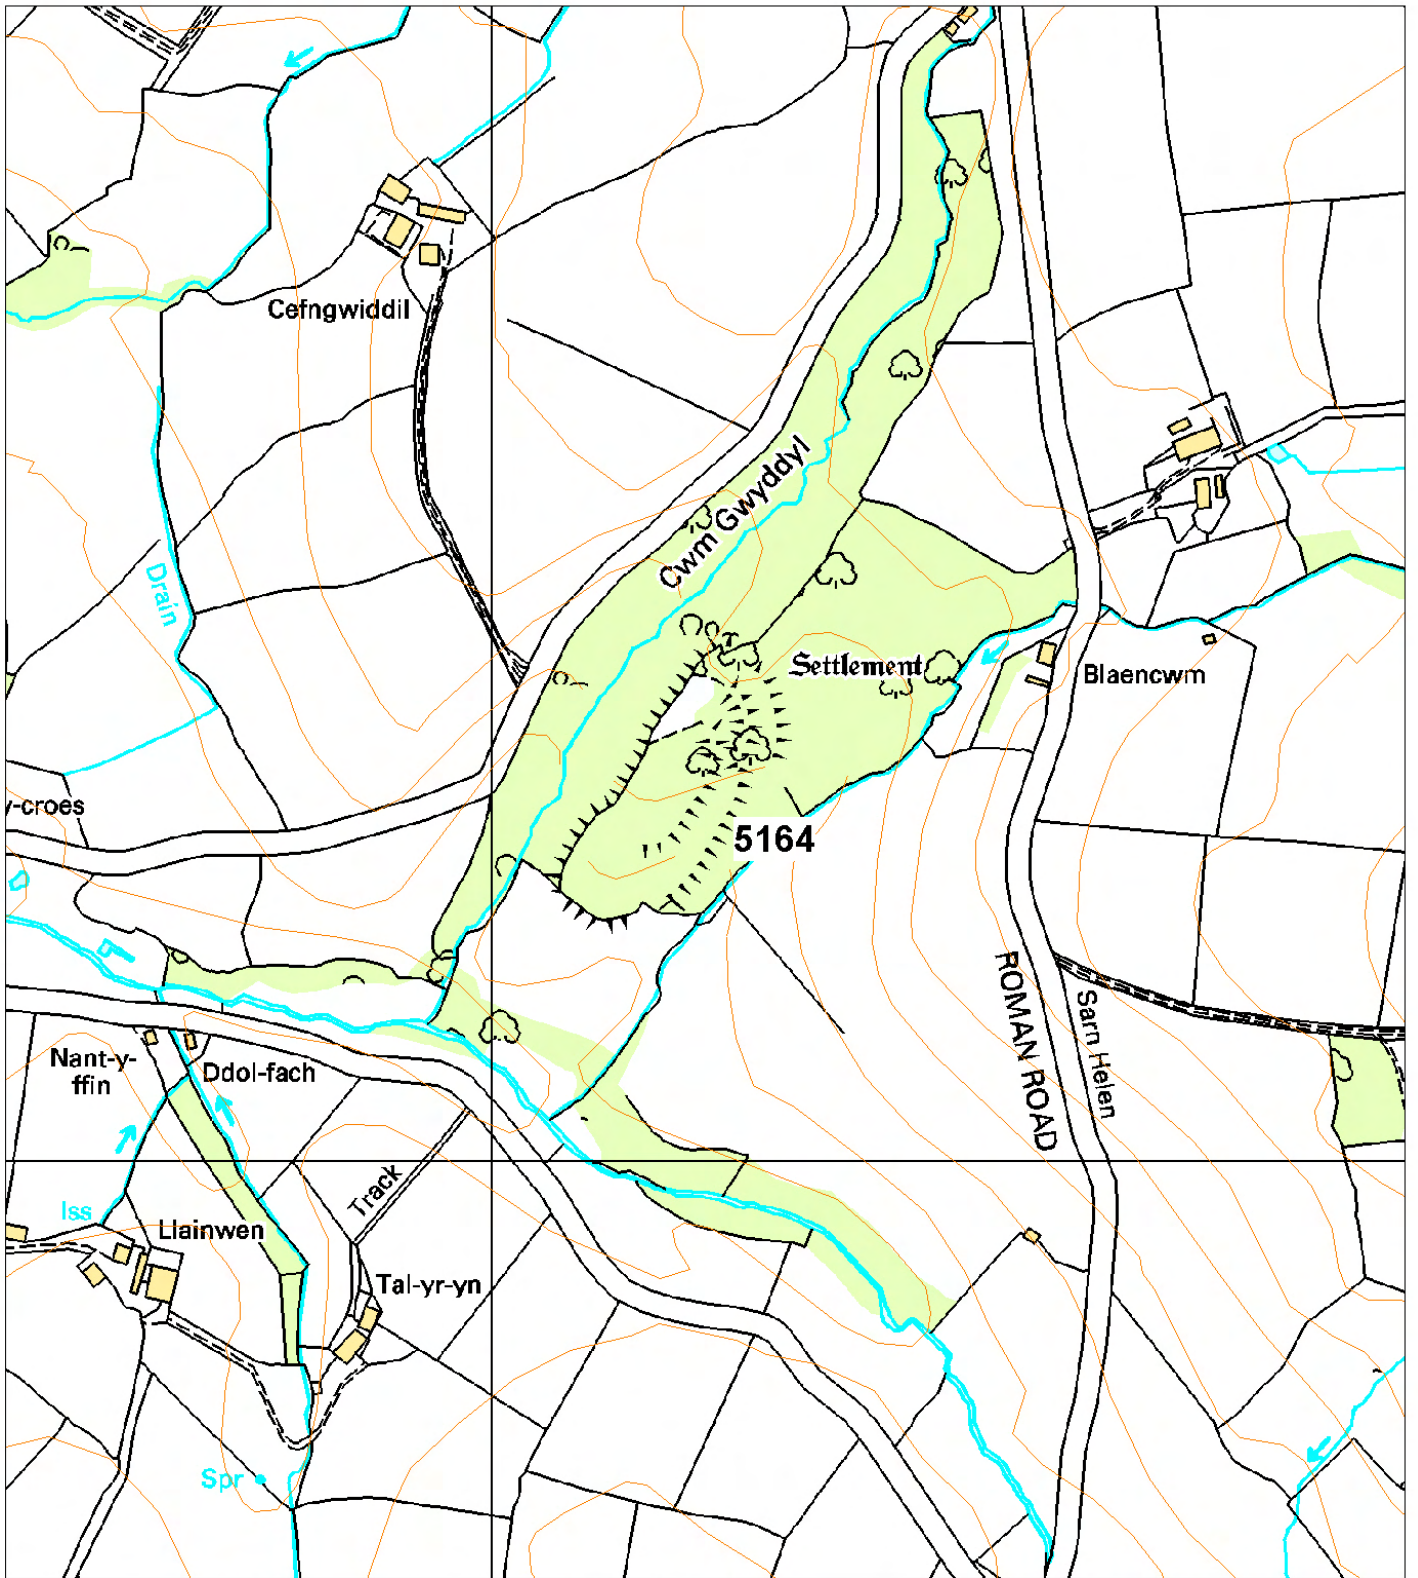 Cefngwiddil
Cwm Gwyddyl
Drain
Settlement
Blaencwm
y-croes
5164
ROMAN ROAD
Sarn Helen
Nant-y-
ffin
Ddol-fach
Track
Iss
Llainwen
Tal-yr-yn
Spr